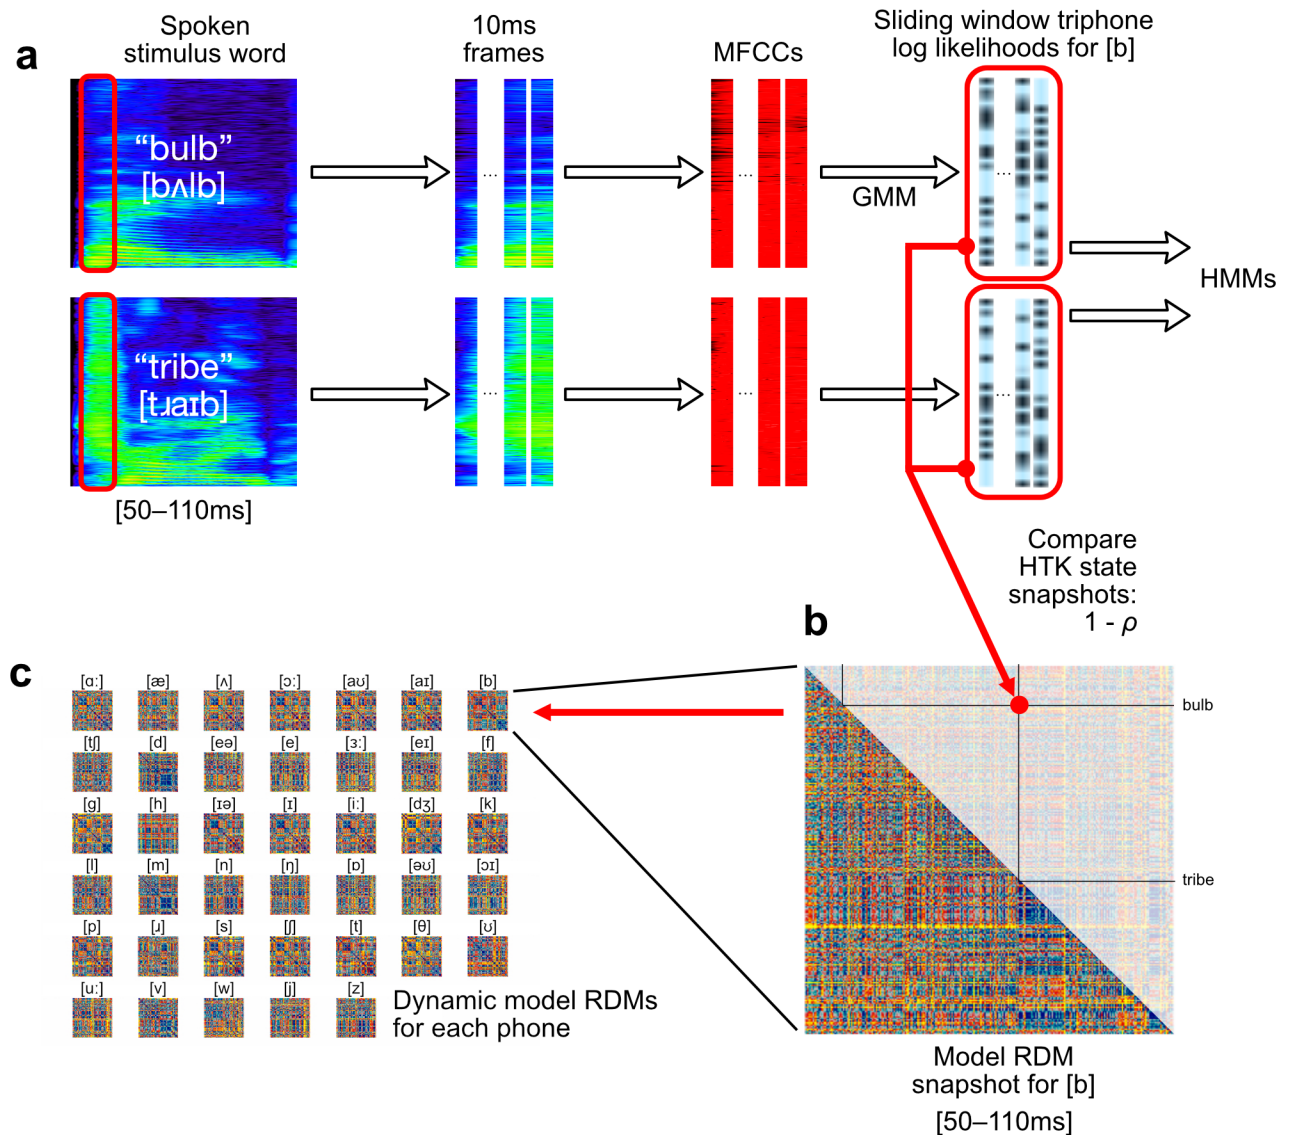 a
Spoken
stimulus word
10ms
frames
MFCCs
Sliding window triphone
log likelihoods for [b]
“bulb”
[bʌlb]
...
...
...
GMM
HMMs
“tribe”
[tɹaɪb]
...
...
...
[50–110ms]
Compare
HTK state
snapshots:
1 - ρ
b
bulb
tribe
Model RDM
snapshot for [b]
[50–110ms]
c
[ɑː] [æ] [ʌ] [ɔː] [aʊ] [aɪ] [b]
[tʃ] [d] [eə] [e] [ɜː] [eɪ] [f]
[g] [h] [ɪə] [ɪ] [iː] [dʒ] [k]
[l] [m] [n] [ŋ] [ɒ] [əʊ] [ɔɪ]
[p] [ɹ] [s] [ʃ] [t] [θ] [ʊ]
[uː] [v] [w] [j] [z]
Dynamic model RDMs
for each phone